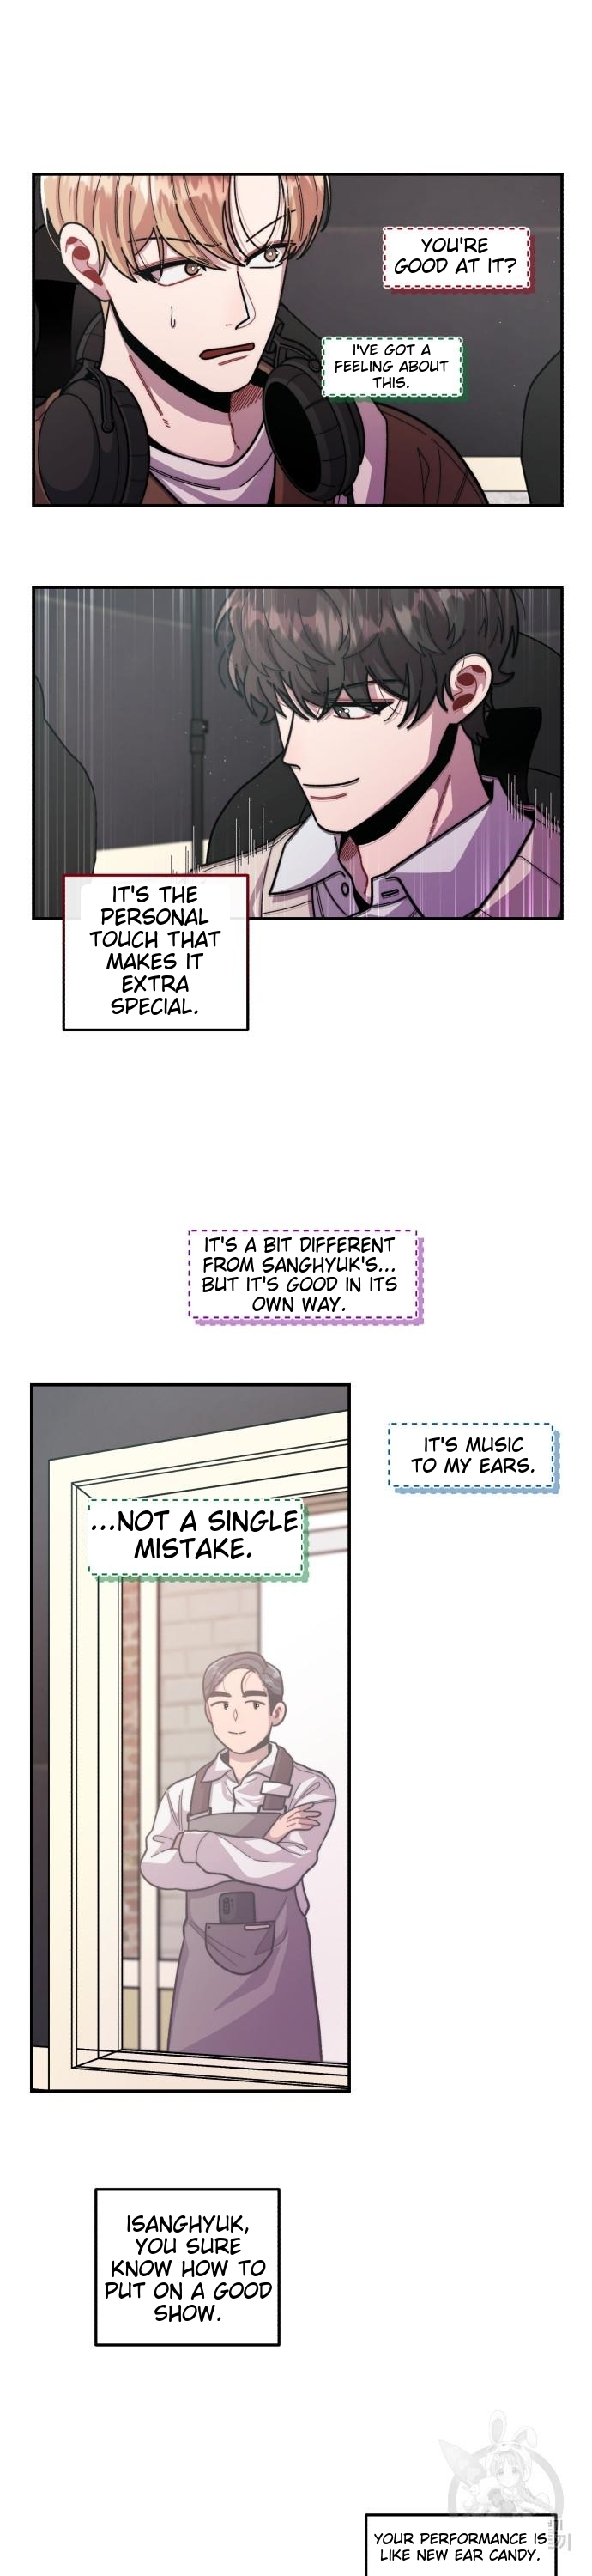 YOU'RE
GOOD AT IT?
I'VE GOT A
FEELING ABOUT
THIS.
IT'S THE
PERSONAL
TOUCH THAT
MAKES IT
EXTRA
SPECIAL.
IT'S A BIT DIFFERENT
FROM SANGHYUK'S...
BUT IT'S GOOD IN ITS
OWN WAY.
IT'S MUSIC
TO MY EARS.
...NOT A SINGLE
MISTAKE.
ISANGHYUK,
YOU SURE
KNOW HOW TO
PUT ON A GOOD
SHOW.
YOUR PERFORMANCE IS
LIKE NEW EAR CANDY.